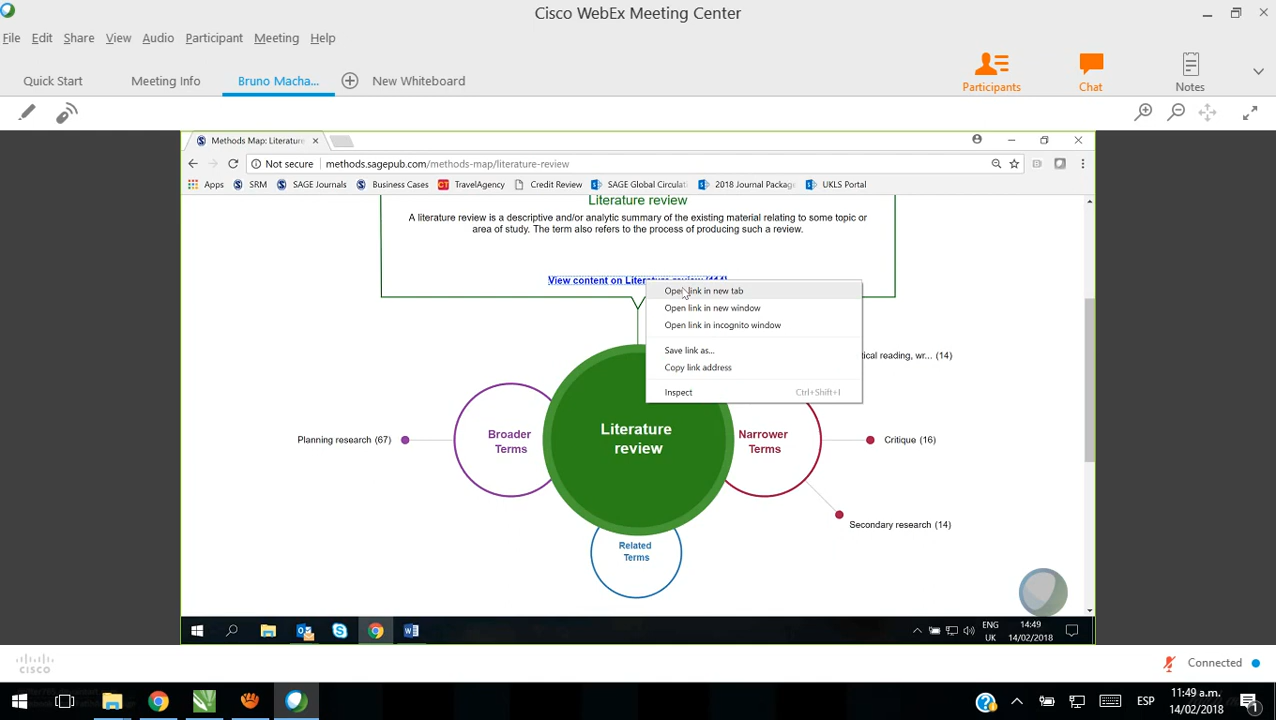 Cisco WebEx Meeting Center
File Edit Share View Audio Participant Meeting Help
Quick Start Meeting Info Bruno Macha... New Whiteboard
Participants Chat Notes
Methods Map: Literature
Not secure methods.sagepub.com/methods-map/literature-review
Apps SRM SAGE Journals Business Cases CT TravelAgency Credit Review SAGE Global Circulati 2018 Journal Package UKLS Portal
Literature review
A literature review is a descriptive and/or analytic summary of the existing material relating to some topic or
area of study. The term also refers to the process of producing such a review.
View content on Literature review (114)
Open link in new tab
Open link in new window
Open link in incognito window
Save link as...
Copy link address
Inspect Ctrl+Shift+I
ical reading, wr... (14)
Planning research (67)
Broader
Terms
Literature
review
Narrower
Terms
Critique (16)
Secondary research (14)
Related
Terms
ENG
UK
14:49
14/02/2018
cisco
Connected
ESP
11:49 a.m.
14/02/2018
1